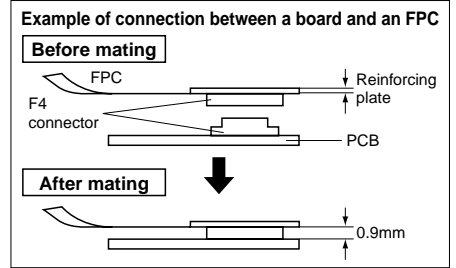 Example of connection between a board and an FPC
Before mating
FPC
Reinforcing
plate
F4
connector
PCB
After mating
0.9mm